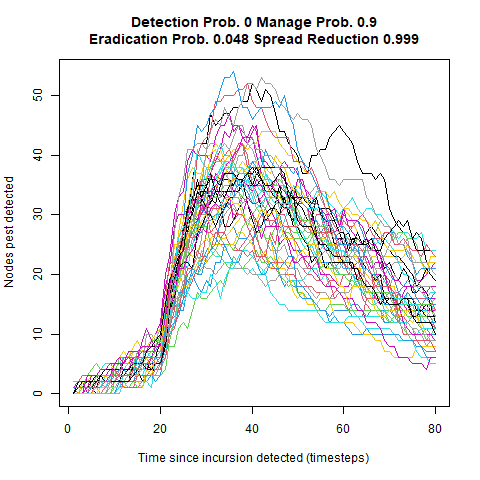 Detection Prob. 0 Manage Prob. 0.9
Eradication Prob. 0.048 Spread Reduction 0.999
Nodes pest detected
50
40
30
20
10
0
0 20 40 60 80
Time since incursion detected (timesteps)